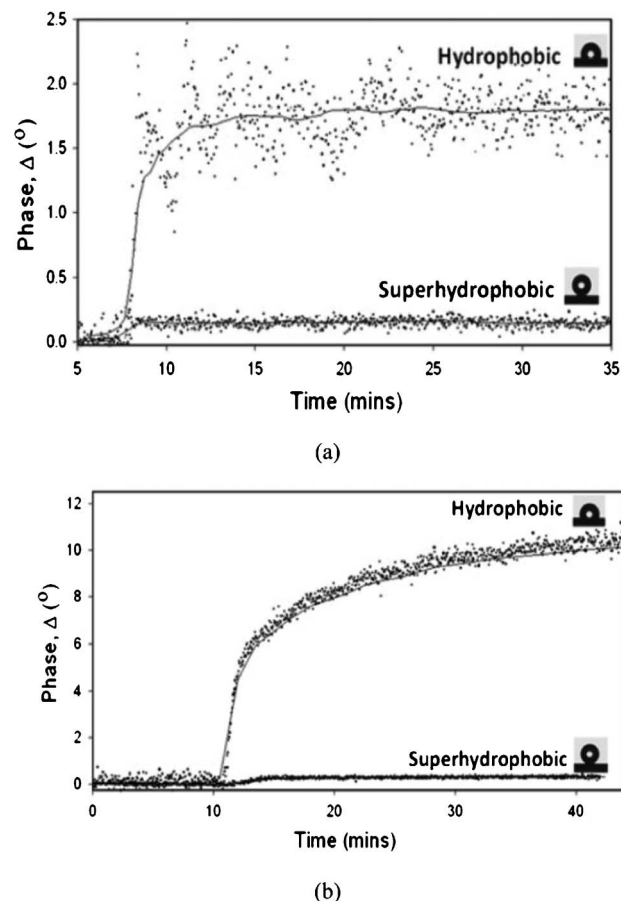 2.5
Hydrophobic
2.0
1.5
1.0
Phase, Δ (°)
0.5
Superhydrophobic
0.0
5 10 15 20 25 30 35
Time (mins)
(a)
12
Hydrophobic
10
8
6
Phase, Δ (°)
4
2
Superhydrophobic
0
0 10 20 30 40
Time (mins)
(b)